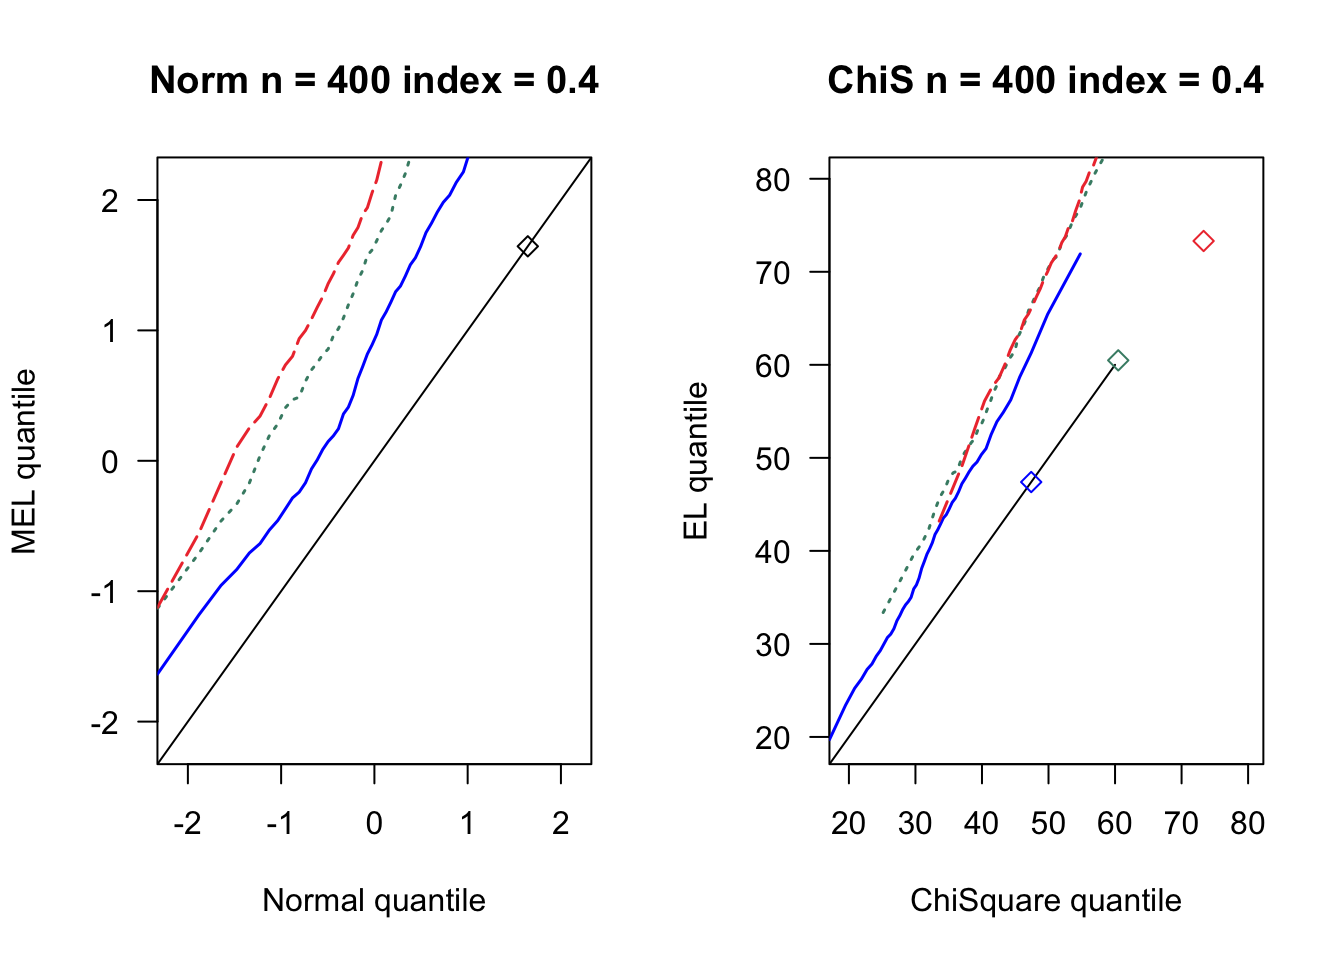 Norm n = 400 index = 0.4
MEL quantile
2
1
0
-1
-2
-2 -1 0 1 2
Normal quantile
ChiS n = 400 index = 0.4
EL quantile
80
70
60
50
40
30
20
20 30 40 50 60 70 80
ChiSquare quantile